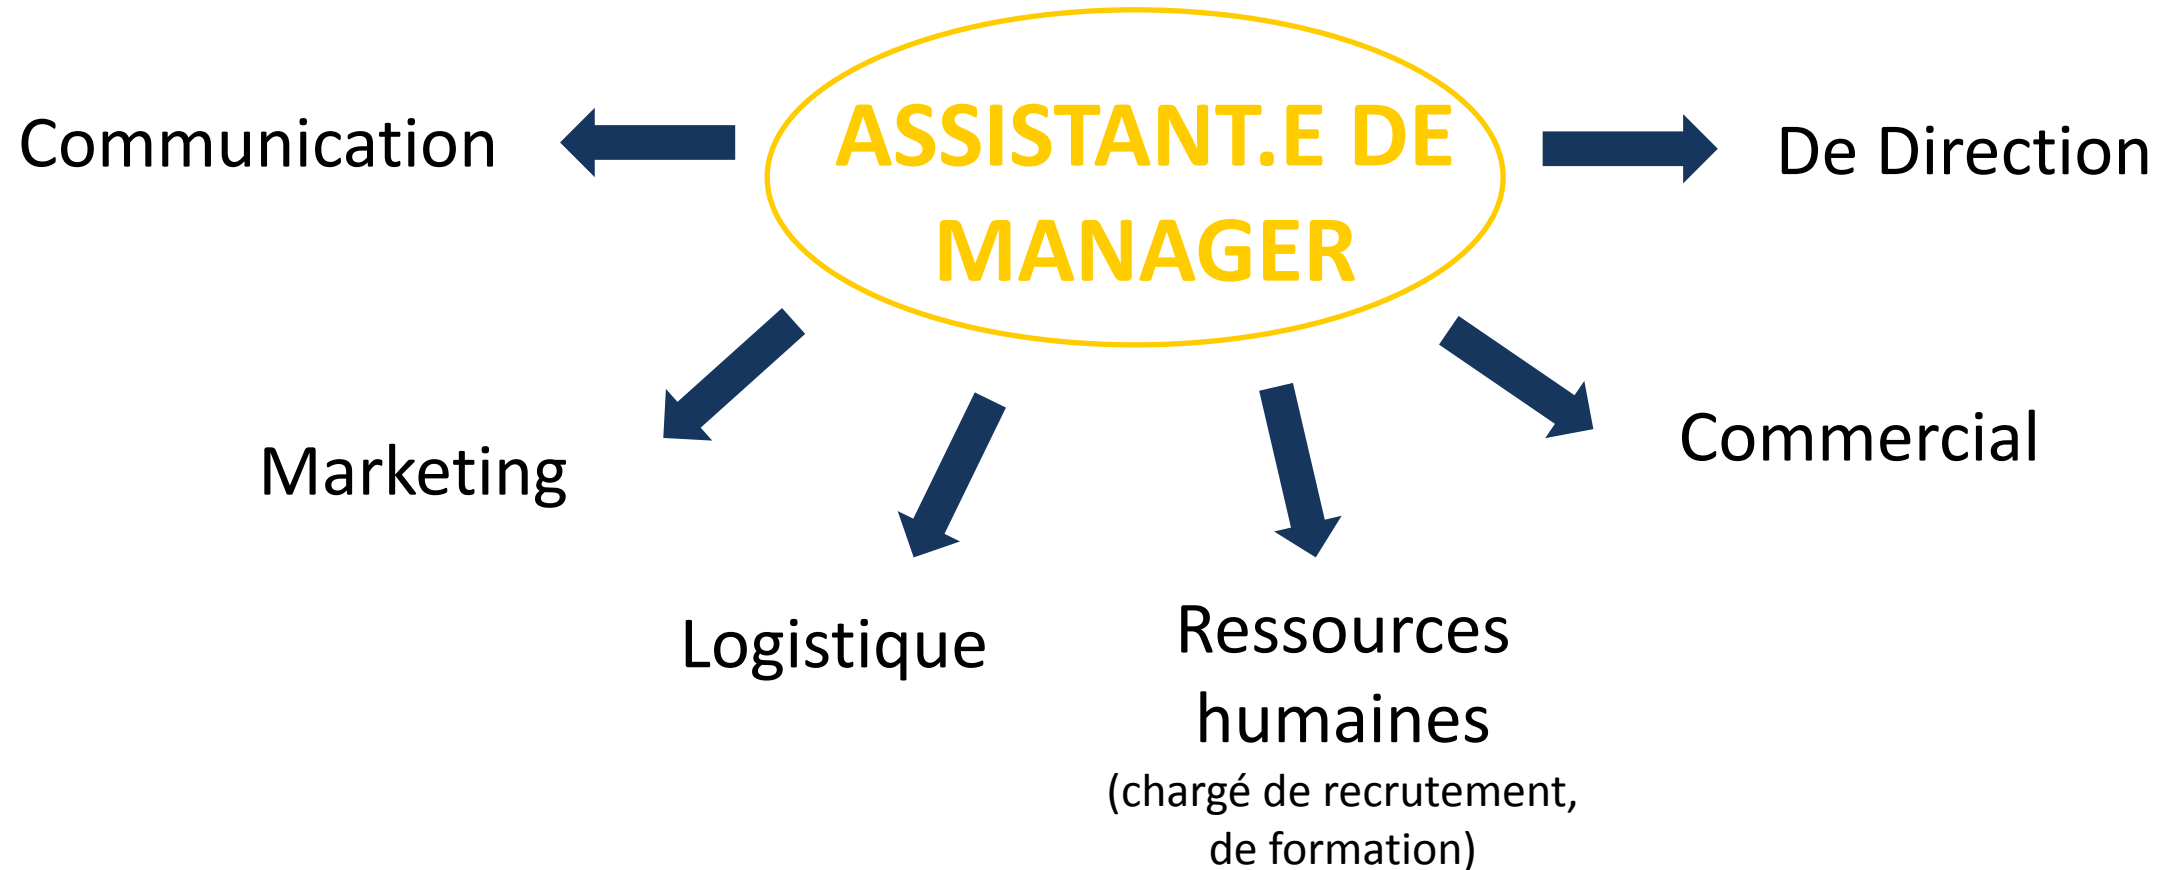 ASSISTANT.E DE
MANAGER
Communication
De Direction
Marketing
Commercial
Logistique
Ressources
humaines
(chargé de recrutement,
de formation)